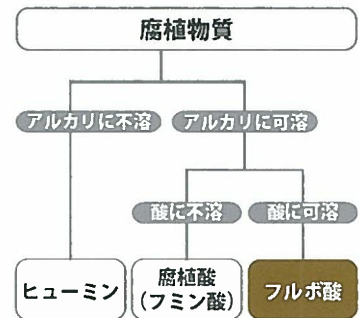 腐植物質
アルカリに不溶
アルカリに可溶
酸に不溶
酸に可溶
ヒューミン
腐植酸
(フミン酸)
フルボ酸